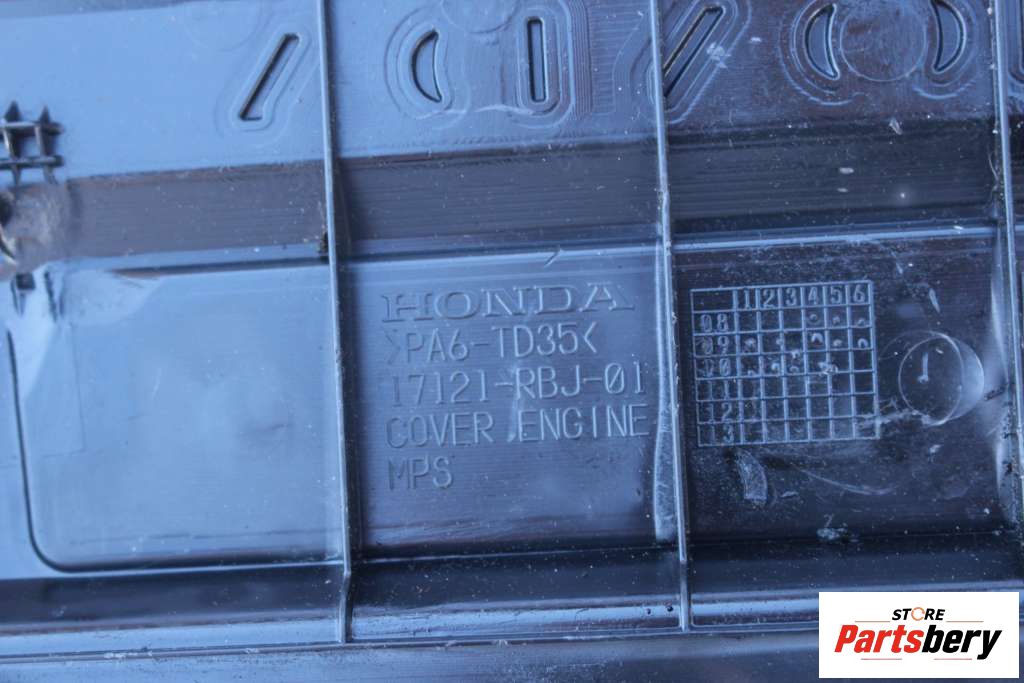 HONDA
>PA6-TD35<
17121-RBJ-01
COVER ENGINE
MPS
1 2 3 4 5 6
08
09
10
11
12
13
STORE
Partsbery